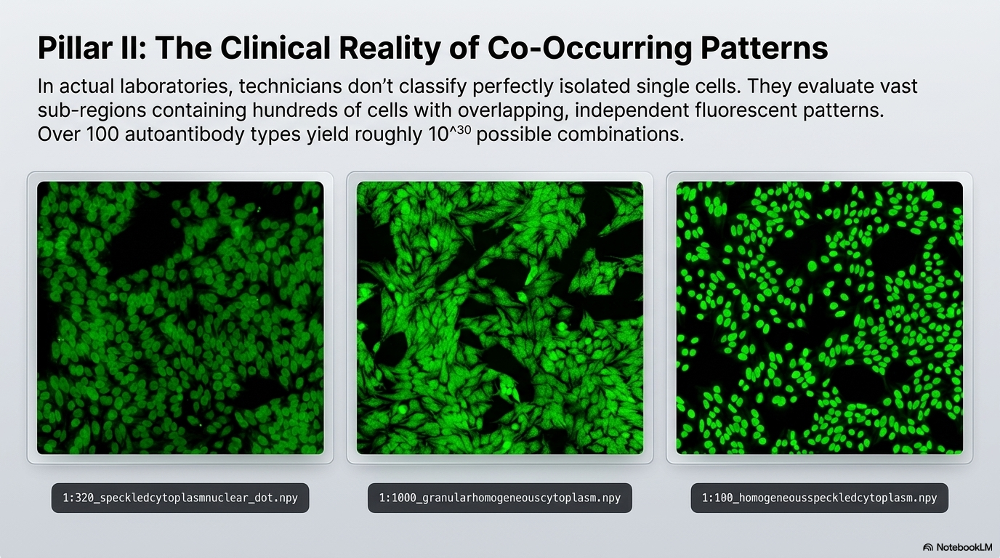 Pillar II: The Clinical Reality of Co-Occurring Patterns
In actual laboratories, technicians don’t classify perfectly isolated single cells. They evaluate vast
sub-regions containing hundreds of cells with overlapping, independent fluorescent patterns.
Over 100 autoantibody types yield roughly 10^30 possible combinations.
1:320_speckledcytoplasmnuclear_dot.npy
1:1000_granularhomogeneouscytoplasm.npy
1:100_homogeneousspeckledcytoplasm.npy
NotebookLM